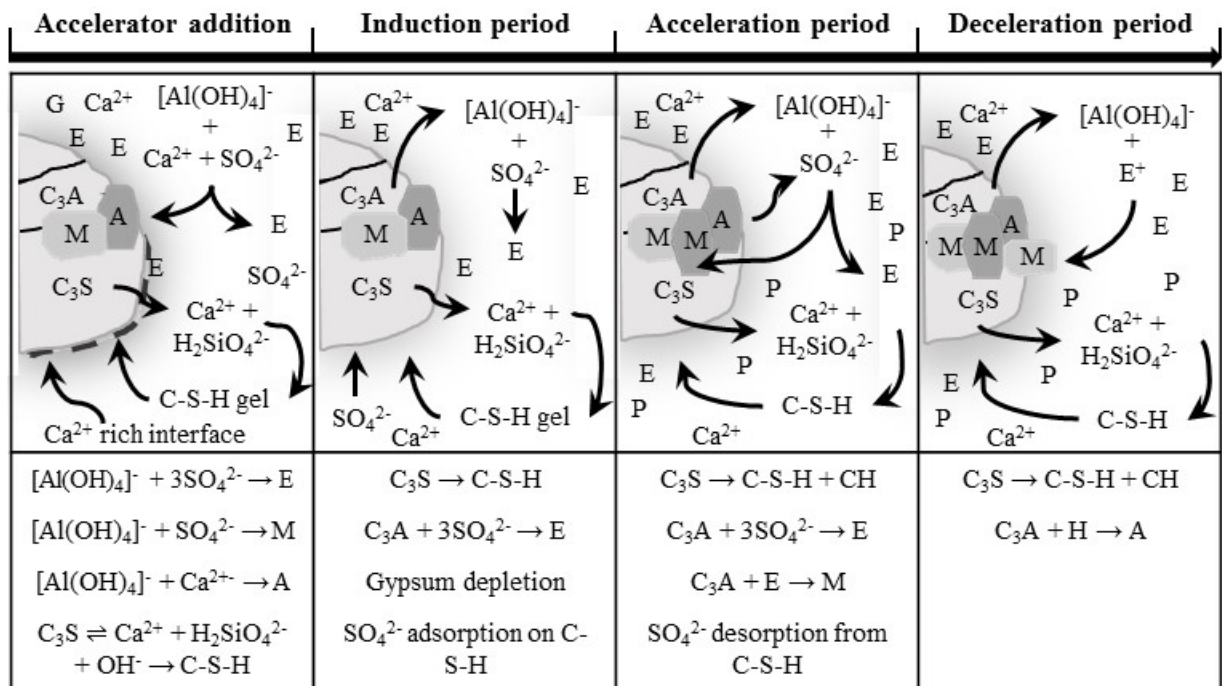 Accelerator addition
Induction period
Acceleration period
Deceleration period
G Ca²⁺ [Al(OH)₄]⁻
+
E
E
E
Ca²⁺ + SO₄²⁻
C₃A
A
M
E
E
SO₄²⁻
C₃S
Ca²⁺ +
H₂SiO₄²⁻
C-S-H gel
Ca²⁺ rich interface
Ca²⁺
[Al(OH)₄]⁻
E
E
+
SO₄²⁻
E
C₃A
A
M
E
E
C₃S
Ca²⁺ +
H₂SiO₄²⁻
SO₄²⁻
C-S-H gel
Ca²⁺
Ca²⁺
[Al(OH)₄]⁻
E
E
+
SO₄²⁻
E
C₃A
A
E
M
M
P
E
C₃S
P
Ca²⁺ +
H₂SiO₄²⁻
P
E
P
C-S-H
Ca²⁺
Ca²⁺
[Al(OH)₄]⁻
E
E
+
E⁺
E
C₃A
A
E
M
M
M
P
C₃S
P
Ca²⁺ +
H₂SiO₄²⁻
P
E
P
C-S-H
Ca²⁺
[Al(OH)₄]⁻ + 3SO₄²⁻ → E
[Al(OH)₄]⁻ + SO₄²⁻ → M
[Al(OH)₄]⁻ + Ca²⁺⁻ → A
C₃S ⇌ Ca²⁺ + H₂SiO₄²⁻
+ OH⁻ → C-S-H
C₃S → C-S-H
C₃A + 3SO₄²⁻ → E
Gypsum depletion
SO₄²⁻ adsorption on C-
S-H
C₃S → C-S-H + CH
C₃A + 3SO₄²⁻ → E
C₃A + E → M
SO₄²⁻ desorption from
C-S-H
C₃S → C-S-H + CH
C₃A + H → A